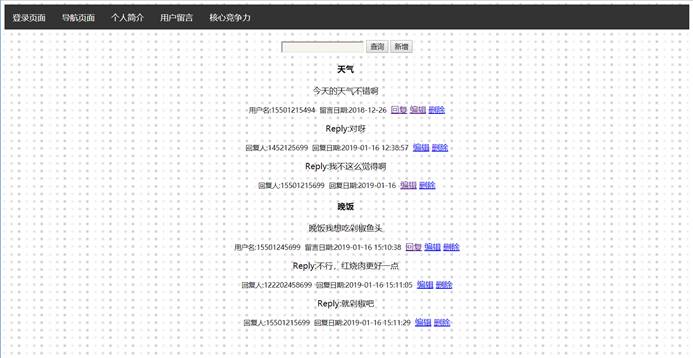 登录页面 导航页面 个人简介 用户留言 核心竞争力
查询 新增
天气
今天的天气不错啊
用户名:15501215494 留言日期:2018-12-26 回复 编辑 删除
Reply:对呀
回复人:1452125699 回复日期:2019-01-16 12:38:57 编辑 删除
Reply:我不这么觉得啊
回复人:15501215699 回复日期:2019-01-16 编辑 删除
晚饭
晚饭我想吃剁椒鱼头
用户名:15501245699 留言日期:2019-01-16 15:10:38 回复 编辑 删除
Reply:不行，红烧肉更好一点
回复人:122202458699 回复日期:2019-01-16 15:11:05 编辑 删除
Reply:就剁椒吧
回复人:15501215699 回复日期:2019-01-16 15:11:29 编辑 删除